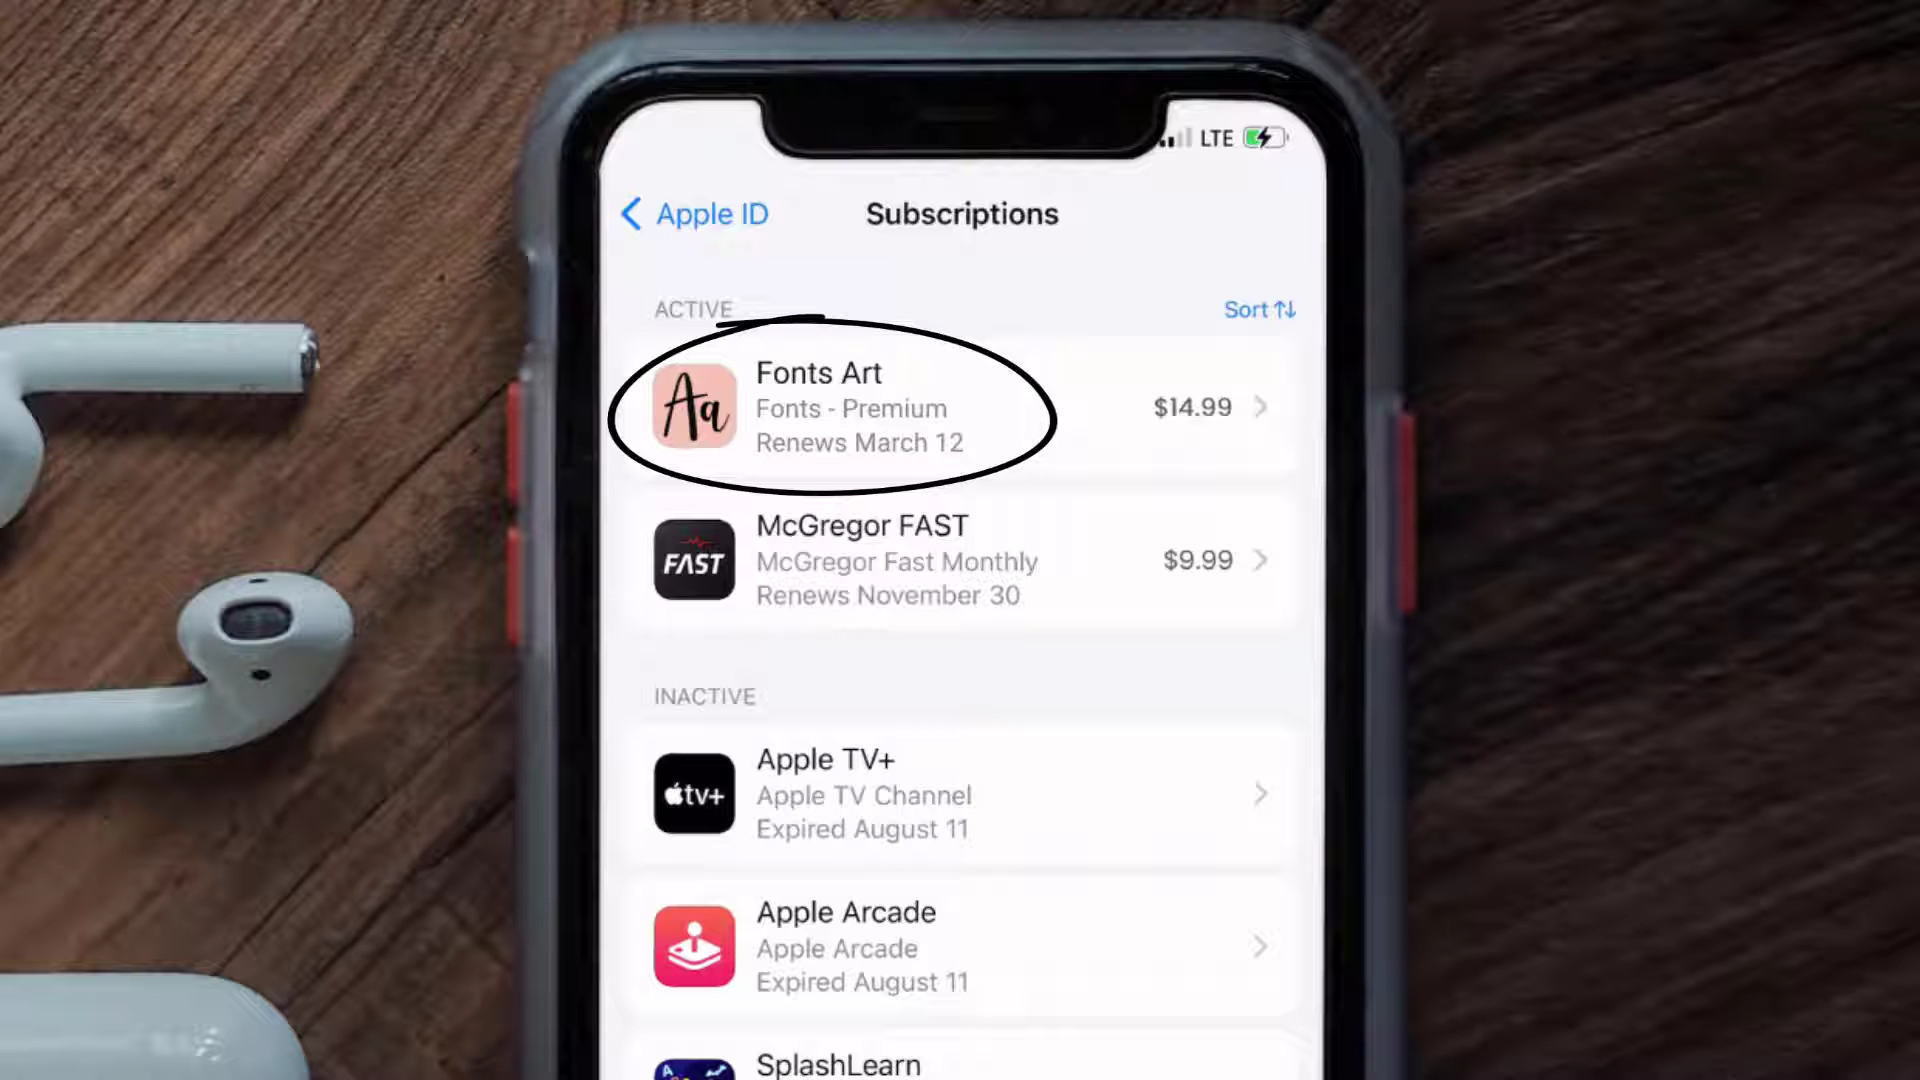 LTE
Apple ID
Subscriptions
ACTIVE
Sort
Aa
Fonts Art
Fonts - Premium
Renews March 12
$14.99
FAST
McGregor FAST
McGregor Fast Monthly
Renews November 30
$9.99
INACTIVE
tv+
Apple TV+
Apple TV Channel
Expired August 11
Apple Arcade
Apple Arcade
Expired August 11
A
SplashLearn